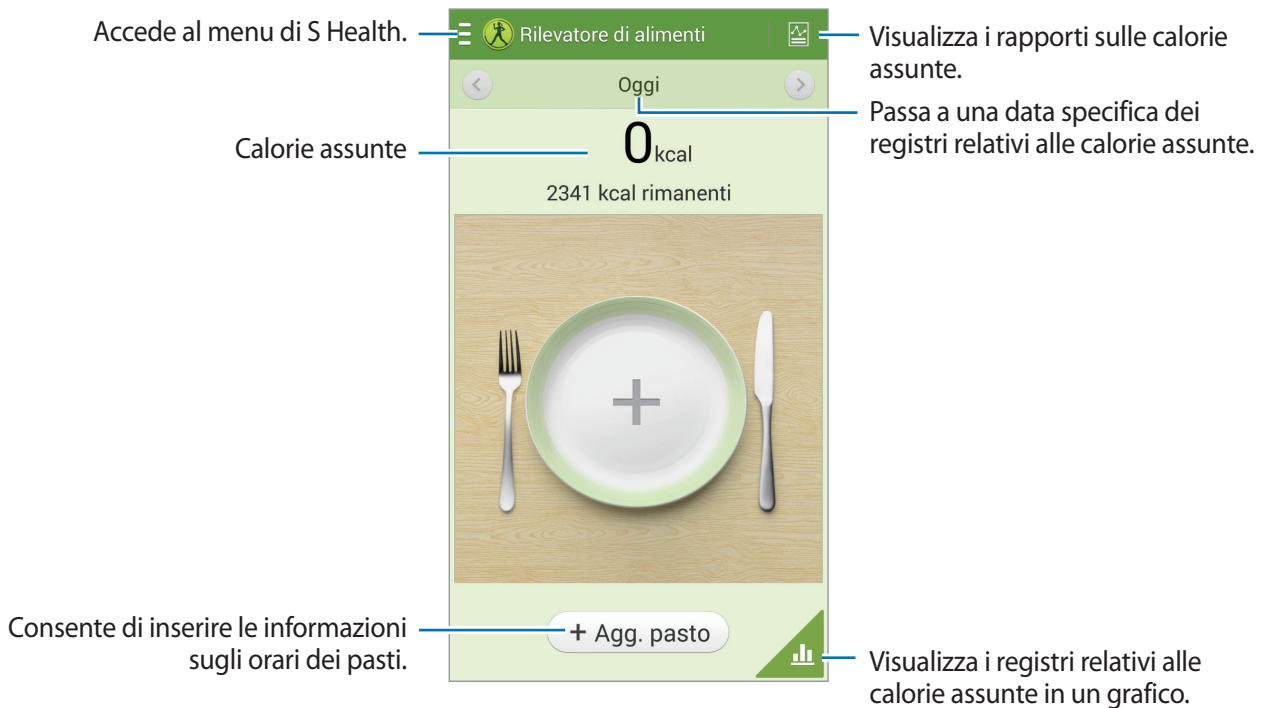 Accede al menu di S Health.
Rilevatore di alimenti
Visualizza i rapporti sulle calorie
assunte.
Oggi
Passa a una data specifica dei
registri relativi alle calorie assunte.
Calorie assunte
0 kcal
2341 kcal rimanenti
Consente di inserire le informazioni
sugli orari dei pasti.
+ Agg. pasto
Visualizza i registri relativi alle
calorie assunte in un grafico.